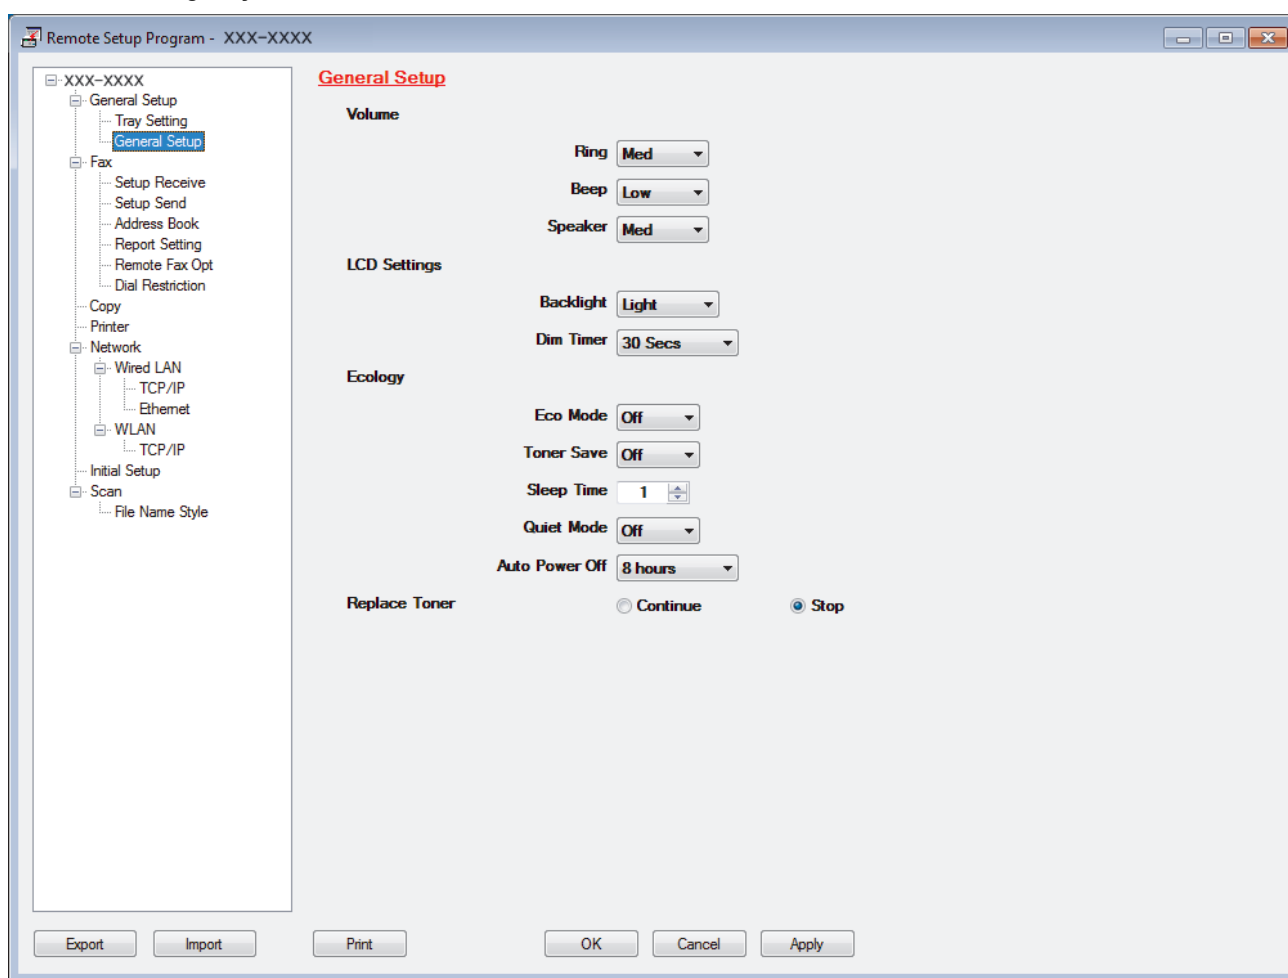 Remote Setup Program - XXX-XXXX
XXX-XXXX
General Setup
Tray Setting
General Setup
Fax
Setup Receive
Setup Send
Address Book
Report Setting
Remote Fax Opt
Dial Restriction
Copy
Printer
Network
Wired LAN
TCP/IP
Ethernet
WLAN
TCP/IP
Initial Setup
Scan
File Name Style
General Setup
Volume
Ring Med
Beep Low
Speaker Med
LCD Settings
Backlight Light
Dim Timer 30 Secs
Ecology
Eco Mode Off
Toner Save Off
Sleep Time 1
Quiet Mode Off
Auto Power Off 8 hours
Replace Toner Continue Stop
Export Import Print OK Cancel Apply